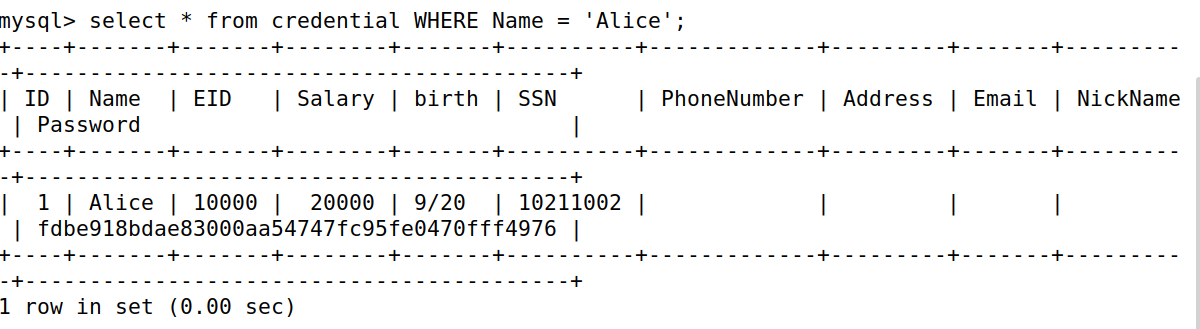 mysql> select * from credential WHERE Name = 'Alice';
+----+-------+-------+--------+-------+----------+-------------+---------+-------+---------
-+------------------------------------------+
| ID | Name  | EID   | Salary | birth | SSN      | PhoneNumber | Address | Email | NickName
 | Password                                 |
+----+-------+-------+--------+-------+----------+-------------+---------+-------+---------
-+------------------------------------------+
|  1 | Alice | 10000 |  20000 | 9/20  | 10211002 |             |         |       |
 | fdbe918bdae83000aa54747fc95fe0470fff4976 |
+----+-------+-------+--------+-------+----------+-------------+---------+-------+---------
-+------------------------------------------+
1 row in set (0.00 sec)